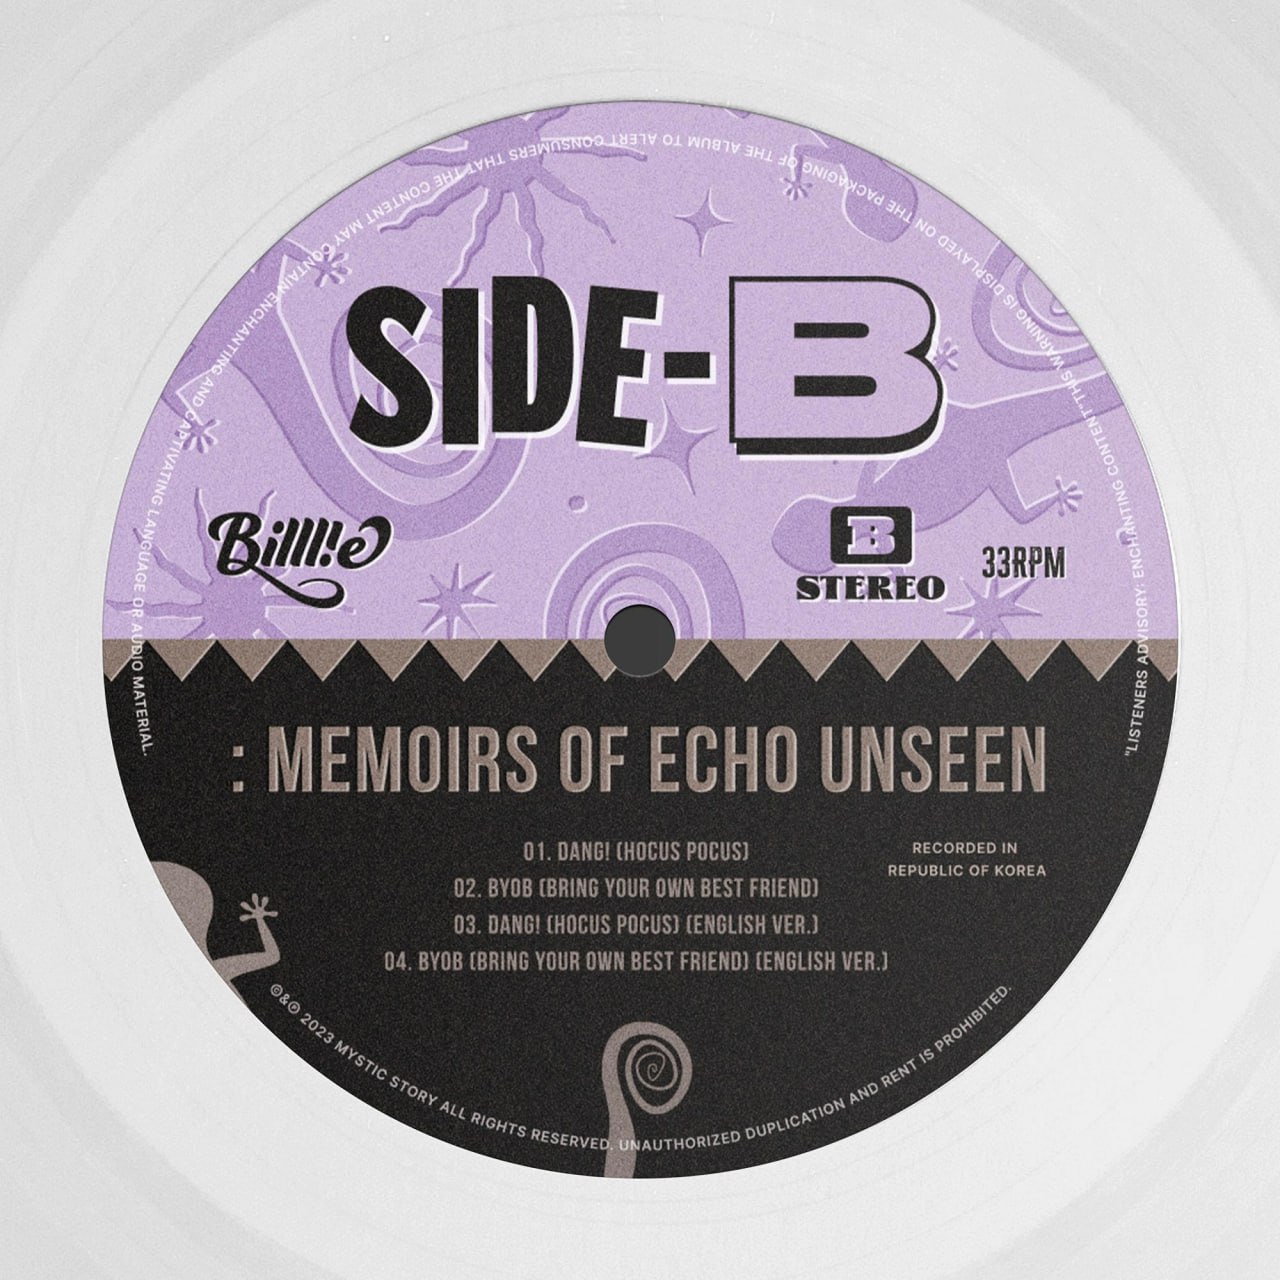 SIDE-B
Billlie
B
STEREO
33RPM
: MEMOIRS OF ECHO UNSEEN
01. DANG! (HOCUS POCUS)
02. BYOB (BRING YOUR OWN BEST FRIEND)
03. DANG! (HOCUS POCUS) (ENGLISH VER.)
04. BYOB (BRING YOUR OWN BEST FRIEND) (ENGLISH VER.)
RECORDED IN
REPUBLIC OF KOREA
"LISTENERS ADVISORY: ENCHANTING CONTENT THIS WARNING IS DISPLAYED ON THE PACKAGING OF THE ALBUM TO ALERT CONSUMERS THAT THE CONTENT MAY CONTAIN ENCHANTING AND CAPTIVATING LANGUAGE OR AUDIO MATERIAL.
©&℗ 2023 MYSTIC STORY ALL RIGHTS RESERVED. UNAUTHORIZED DUPLICATION AND RENT IS PROHIBITED.